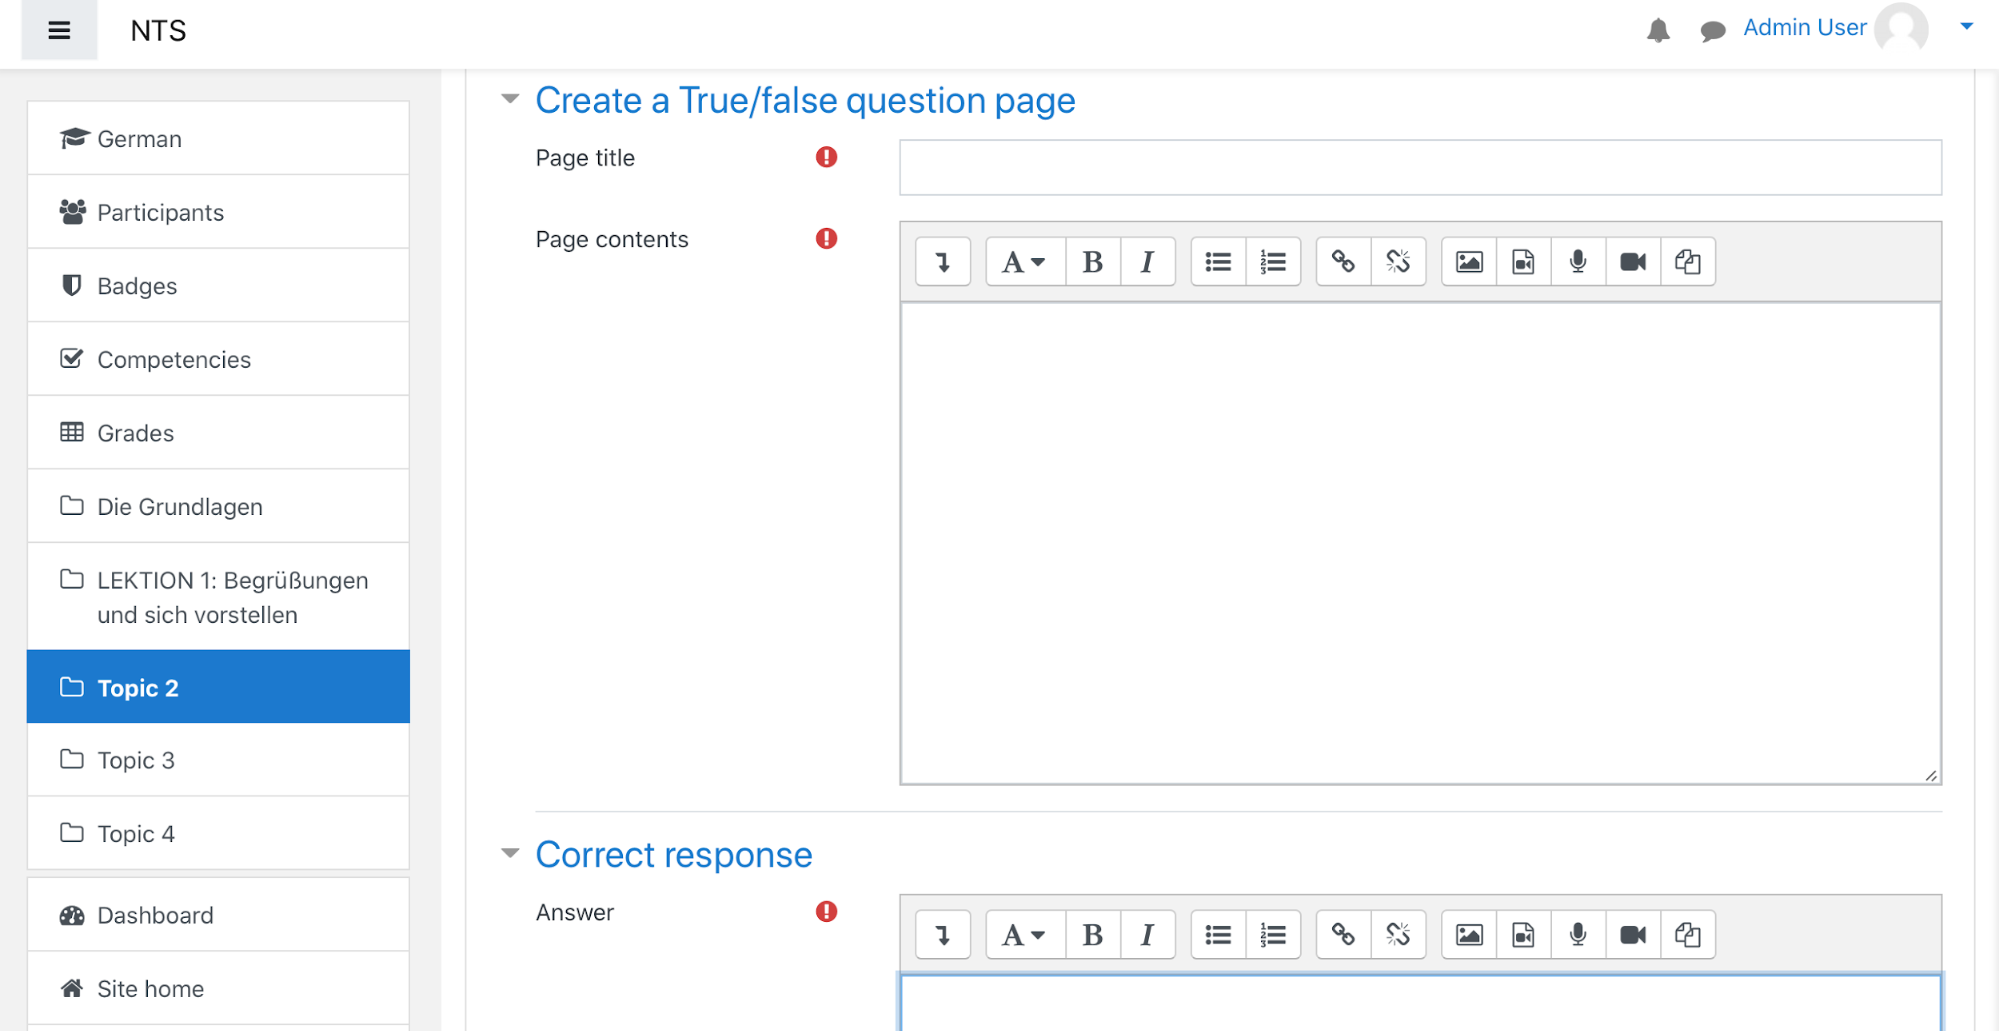 NTS
Admin User
German
Participants
Badges
Competencies
Grades
Die Grundlagen
LEKTION 1: Begrüßungen
und sich vorstellen
Topic 2
Topic 3
Topic 4
Dashboard
Site home
Create a True/false question page
Page title
Page contents
A B I
Correct response
Answer
A B I